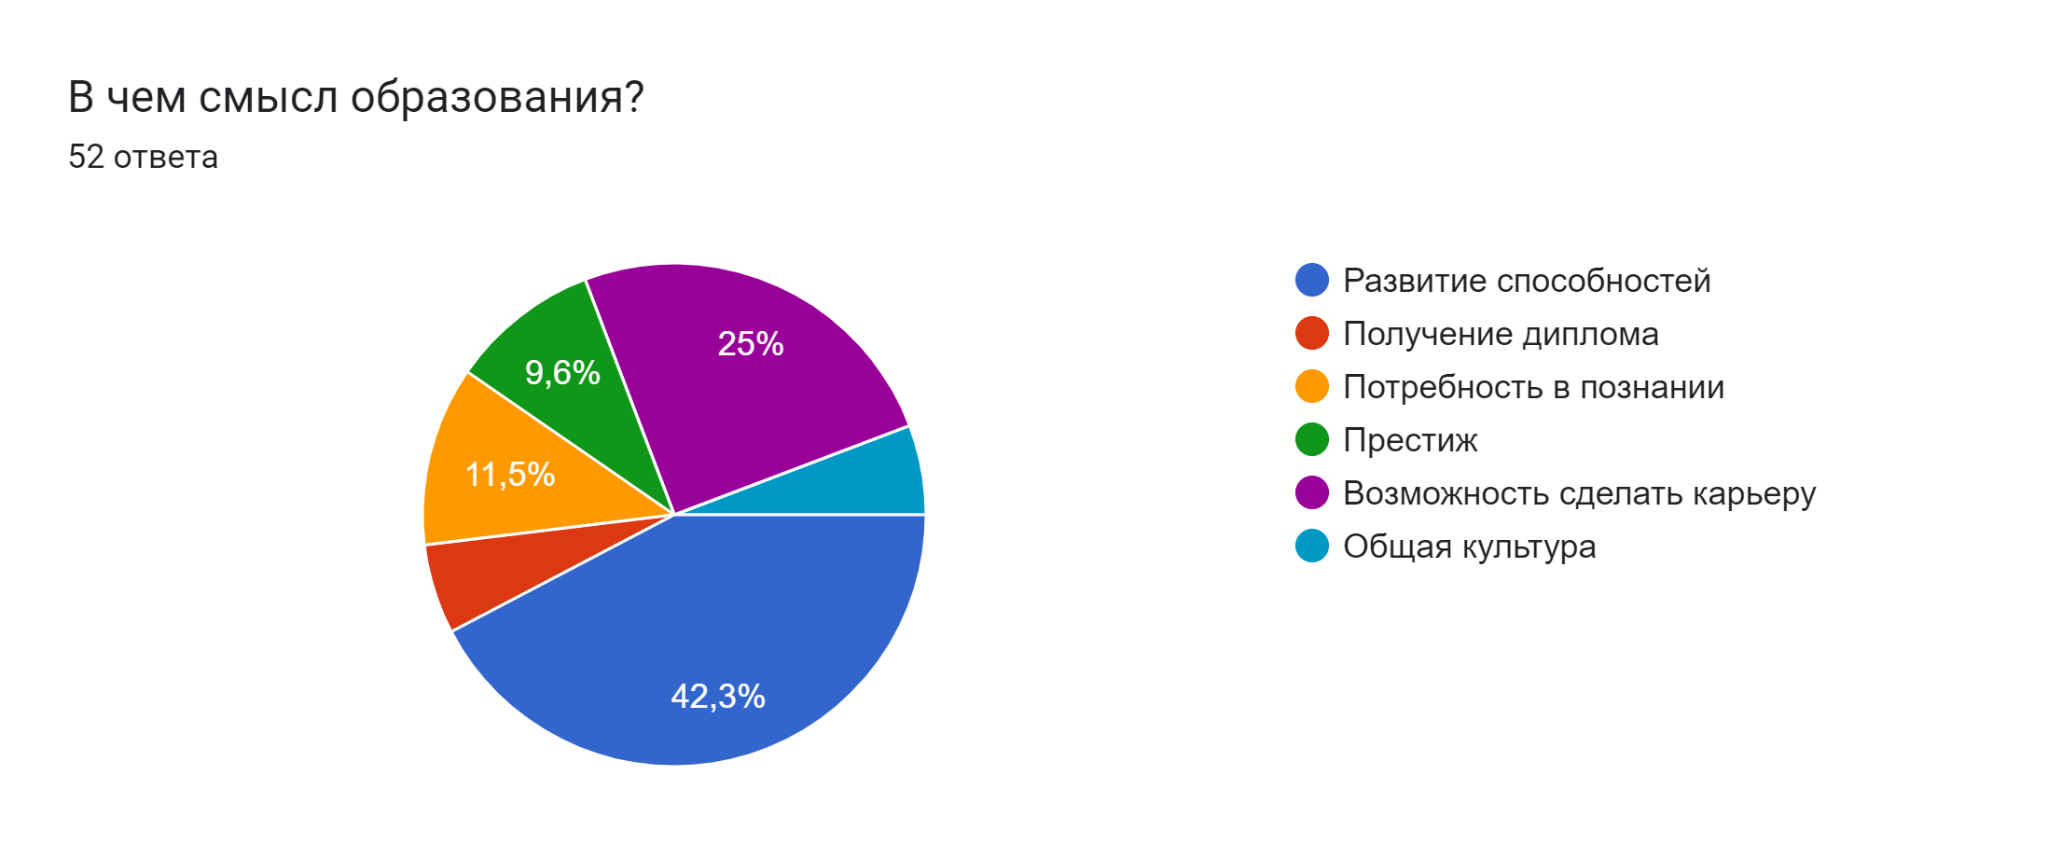 В чем смысл образования?
52 ответа
25%
9,6%
11,5%
42,3%
Развитие способностей
Получение диплома
Потребность в познании
Престиж
Возможность сделать карьеру
Общая культура